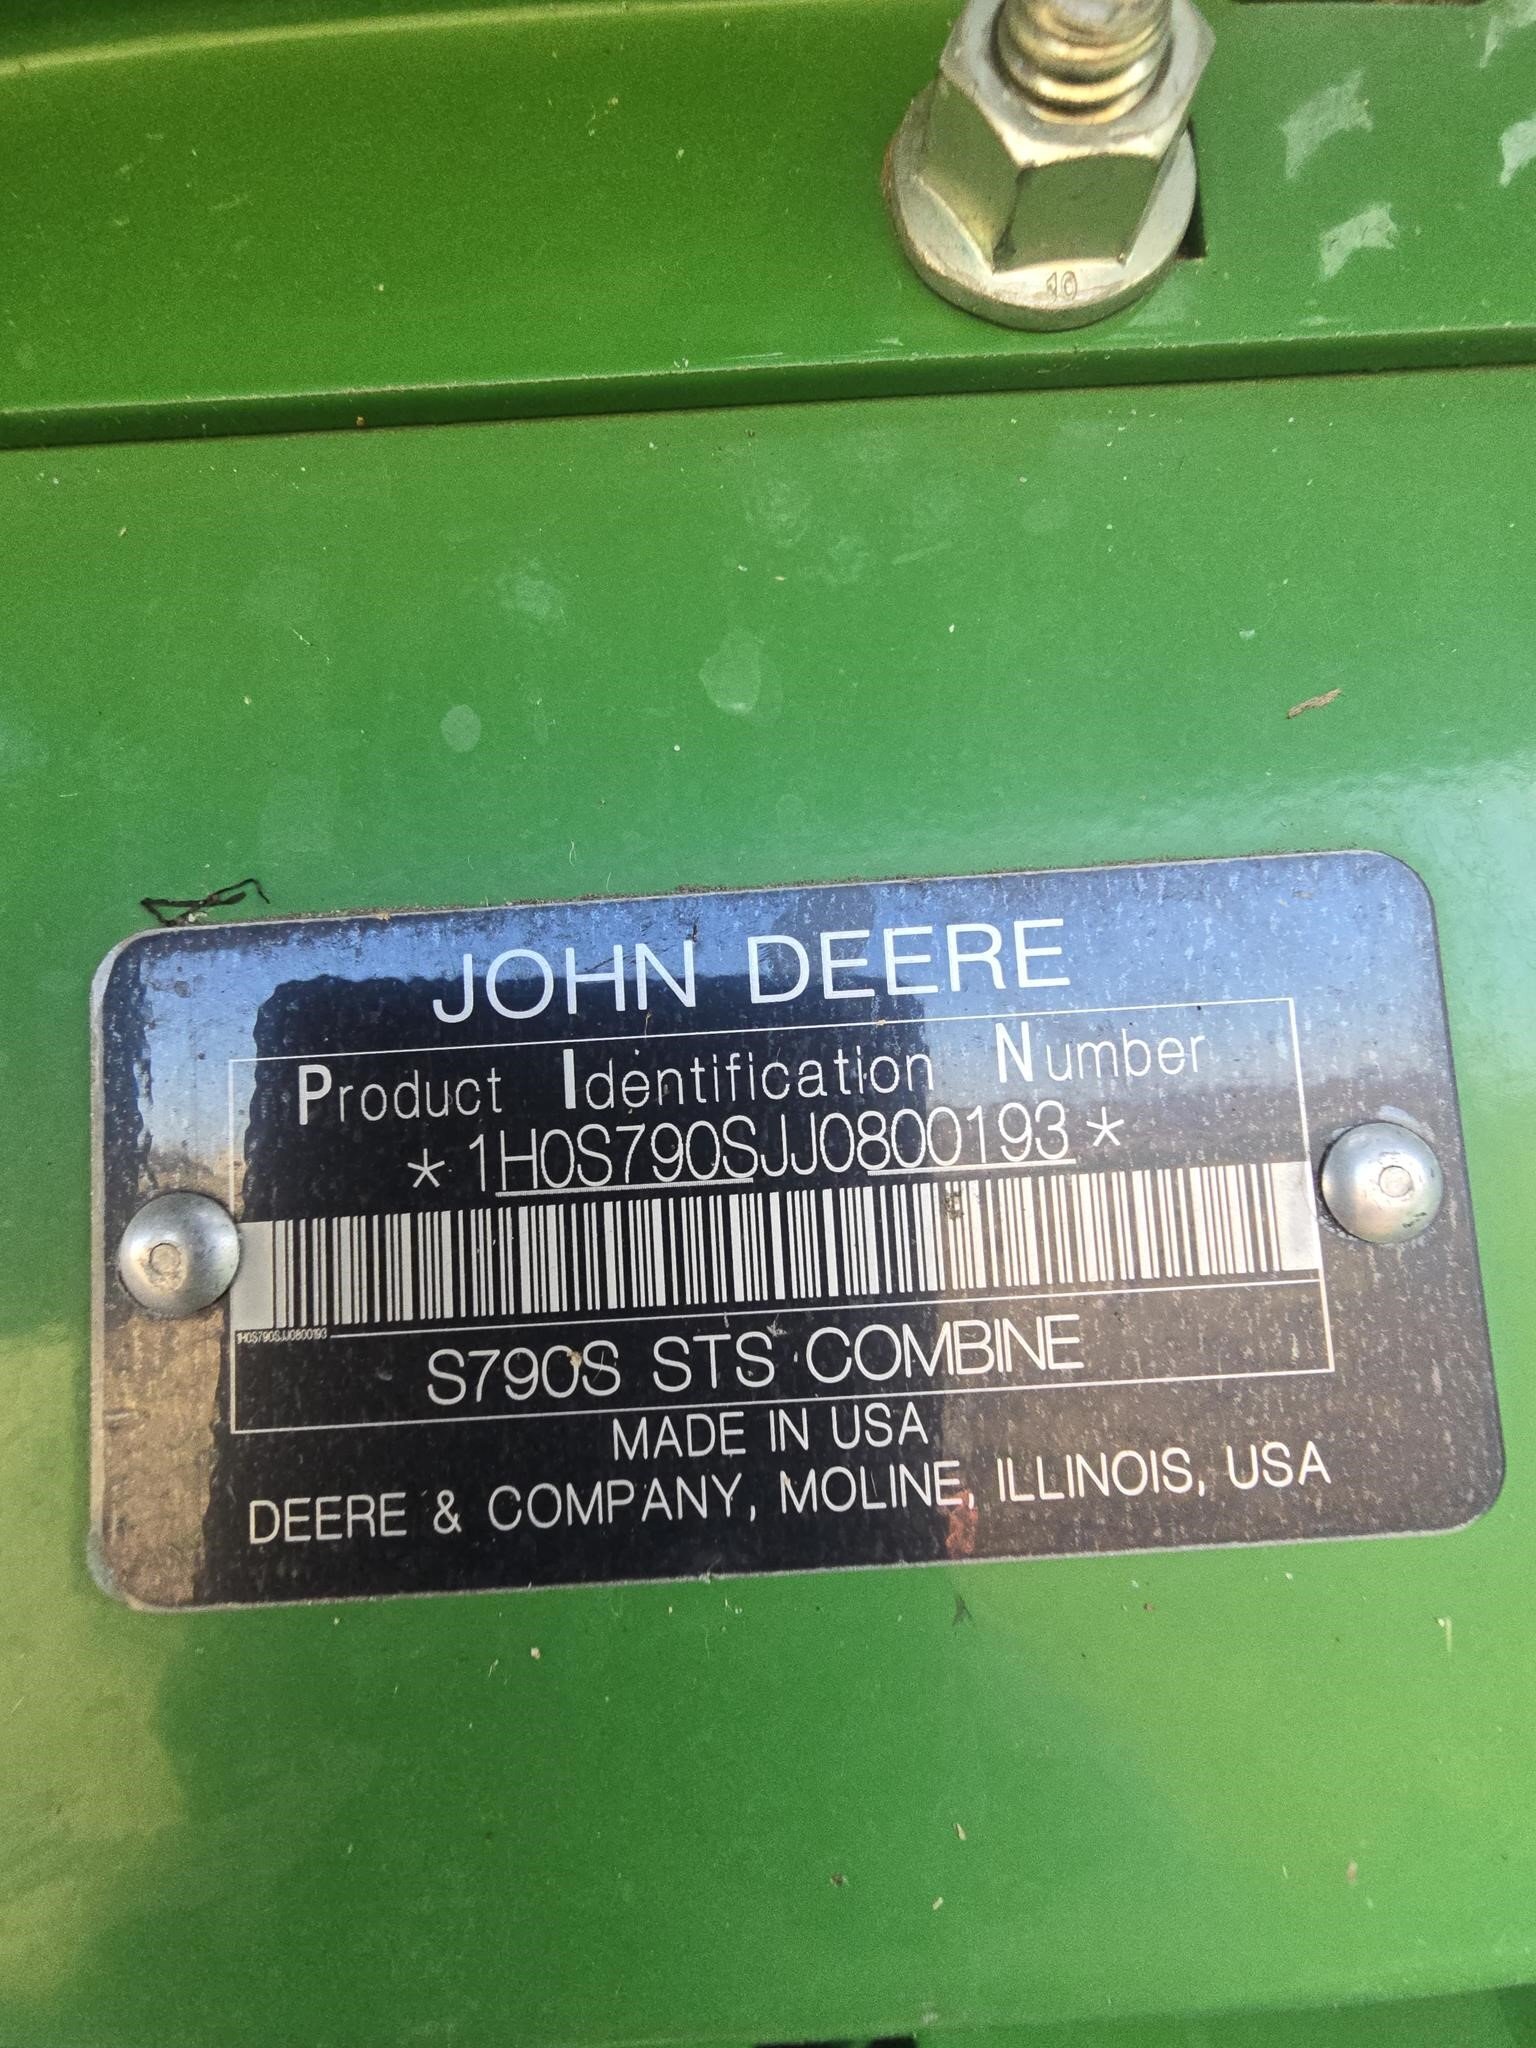 10
JOHN DEERE
Product Identification Number
*1H0S790SJJ0800193*
1H0S790SJJ0800193
S790S STS COMBINE
MADE IN USA
DEERE & COMPANY, MOLINE, ILLINOIS, USA